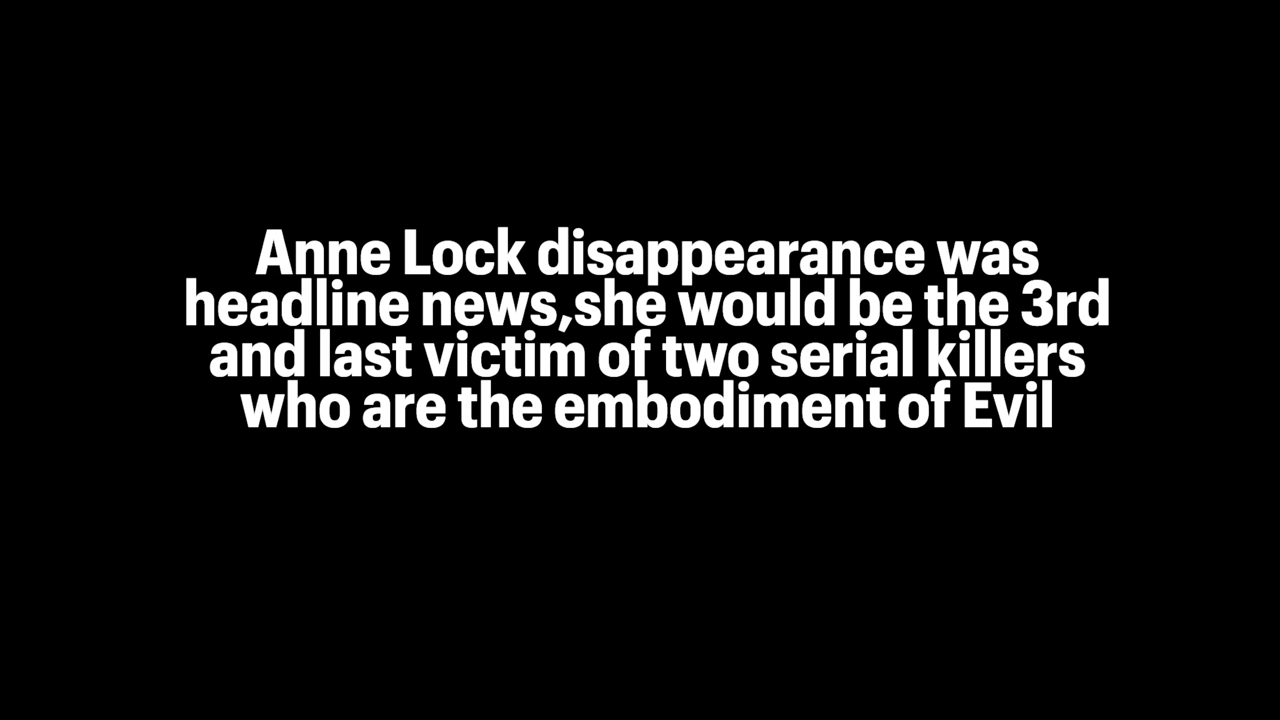 Anne Lock disappearance was
headline news,she would be the 3rd
and last victim of two serial killers
who are the embodiment of Evil